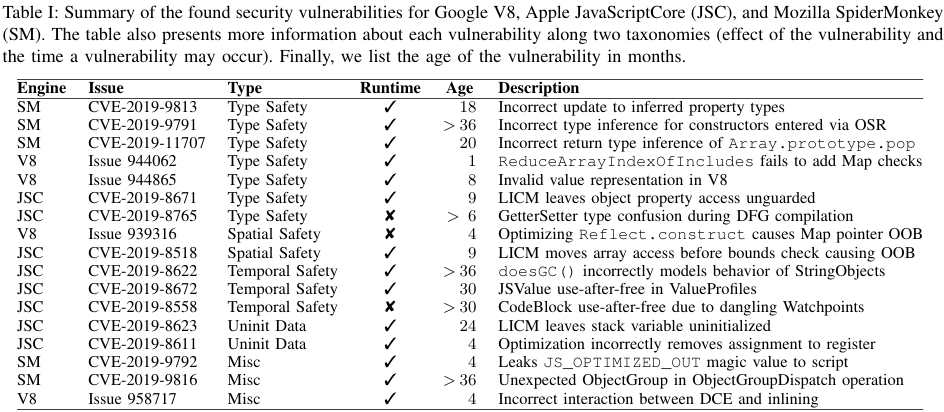 Table I: Summary of the found security vulnerabilities for Google V8, Apple JavaScriptCore (JSC), and Mozilla SpiderMonkey
(SM). The table also presents more information about each vulnerability along two taxonomies (effect of the vulnerability and
the time a vulnerability may occur). Finally, we list the age of the vulnerability in months.
Engine Issue Type Runtime Age Description
SM CVE-2019-9813 Type Safety ✓ 18 Incorrect update to inferred property types
SM CVE-2019-9791 Type Safety ✓ > 36 Incorrect type inference for constructors entered via OSR
SM CVE-2019-11707 Type Safety ✓ 20 Incorrect return type inference of Array.prototype.pop
V8 Issue 944062 Type Safety ✓ 1 ReduceArrayIndexOfIncludes fails to add Map checks
V8 Issue 944865 Type Safety ✓ 8 Invalid value representation in V8
JSC CVE-2019-8671 Type Safety ✓ 9 LICM leaves object property access unguarded
JSC CVE-2019-8765 Type Safety ✘ > 6 GetterSetter type confusion during DFG compilation
V8 Issue 939316 Spatial Safety ✘ 4 Optimizing Reflect.construct causes Map pointer OOB
JSC CVE-2019-8518 Spatial Safety ✓ 9 LICM moves array access before bounds check causing OOB
JSC CVE-2019-8622 Temporal Safety ✓ > 36 doesGC() incorrectly models behavior of StringObjects
JSC CVE-2019-8672 Temporal Safety ✓ 30 JSValue use-after-free in ValueProfiles
JSC CVE-2019-8558 Temporal Safety ✘ > 30 CodeBlock use-after-free due to dangling Watchpoints
JSC CVE-2019-8623 Uninit Data ✓ 24 LICM leaves stack variable uninitialized
JSC CVE-2019-8611 Uninit Data ✓ 4 Optimization incorrectly removes assignment to register
SM CVE-2019-9792 Misc ✓ 4 Leaks JS_OPTIMIZED_OUT magic value to script
SM CVE-2019-9816 Misc ✓ > 36 Unexpected ObjectGroup in ObjectGroupDispatch operation
V8 Issue 958717 Misc ✓ 4 Incorrect interaction between DCE and inlining